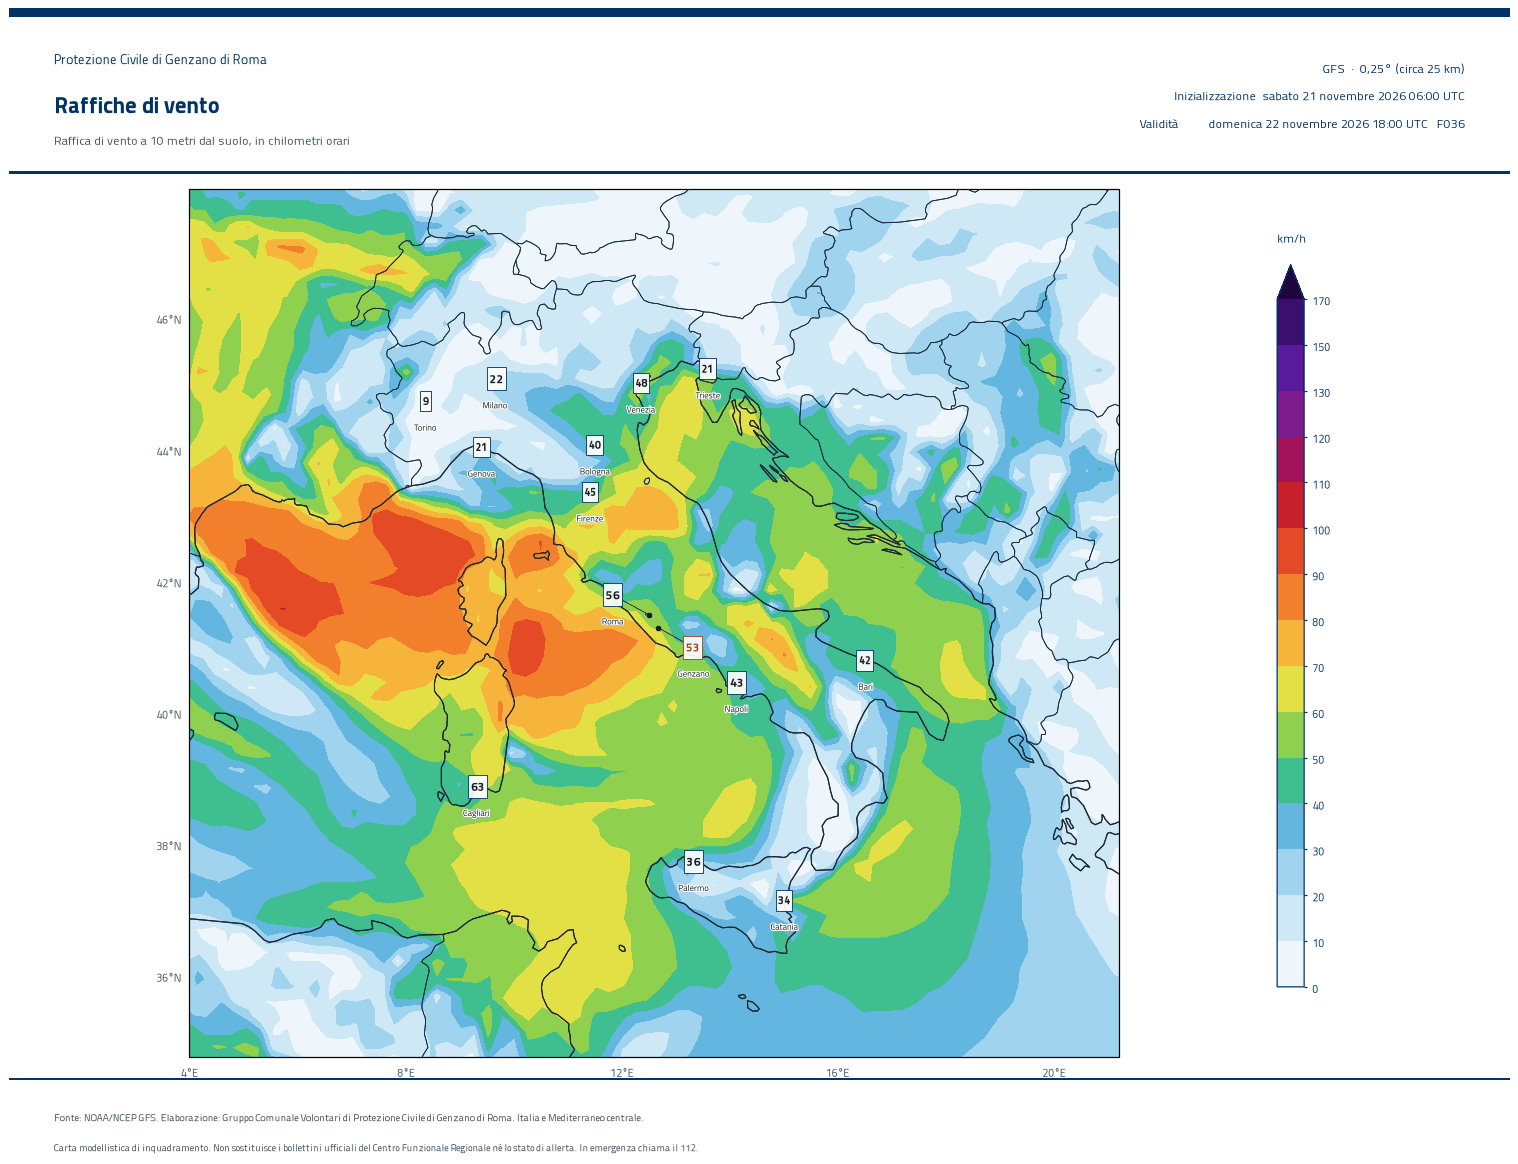 Protezione Civile di Genzano di Roma
Raffiche di vento
Raffica di vento a 10 metri dal suolo, in chilometri orari
GFS · 0,25° (circa 25 km)
Inizializzazione sabato 21 novembre 2026 06:00 UTC
Validità domenica 22 novembre 2026 18:00 UTC F036
km/h
170
150
130
120
110
100
90
80
70
60
50
40
30
20
10
0
46°N
44°N
42°N
40°N
38°N
36°N
4°E
8°E
12°E
16°E
20°E
21
Trieste
22
Milano
48
Venezia
9
Torino
21
Genova
40
Bologna
45
Firenze
56
Roma
53
Genzano
42
Bari
43
Napoli
63
Cagliari
36
Palermo
34
Catania
Fonte: NOAA/NCEP GFS. Elaborazione: Gruppo Comunale Volontari di Protezione Civile di Genzano di Roma. Italia e Mediterraneo centrale.
Carta modellistica di inquadramento. Non sostituisce i bollettini ufficiali del Centro Funzionale Regionale né lo stato di allerta. In emergenza chiama il 112.